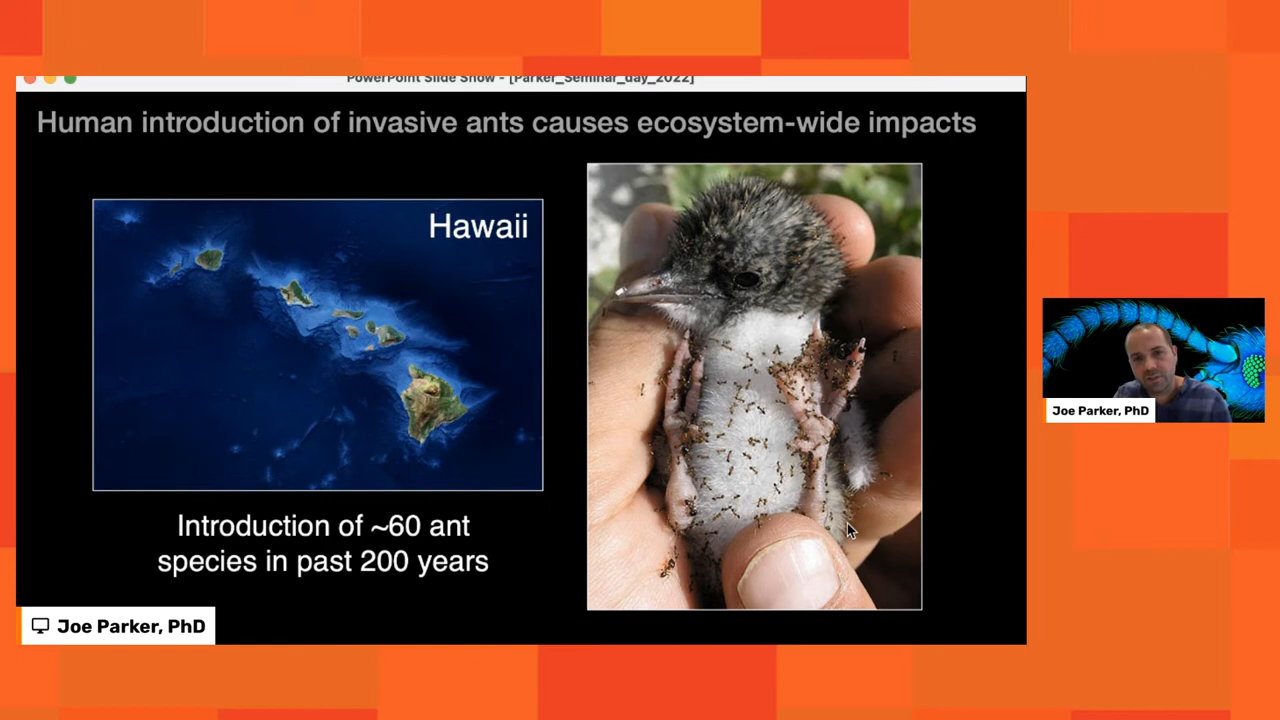 PowerPoint Slide Show - [Parker_Seminar_day_2022]
Human introduction of invasive ants causes ecosystem-wide impacts
Hawaii
Introduction of ~60 ant
species in past 200 years
Joe Parker, PhD
Joe Parker, PhD